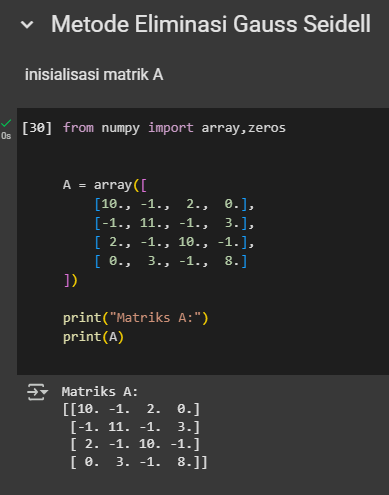 Metode Eliminasi Gauss Seidell
inisialisasi matrik A
[30] from numpy import array,zeros
0s
A = array([
[10., -1.,  2.,  0.],
[-1., 11., -1.,  3.],
[ 2., -1., 10., -1.],
[ 0.,  3., -1.,  8.]
])
print("Matriks A:")
print(A)
Matriks A:
[[10. -1.  2.  0.]
[-1. 11. -1.  3.]
[ 2. -1. 10. -1.]
[ 0.  3. -1.  8.]]